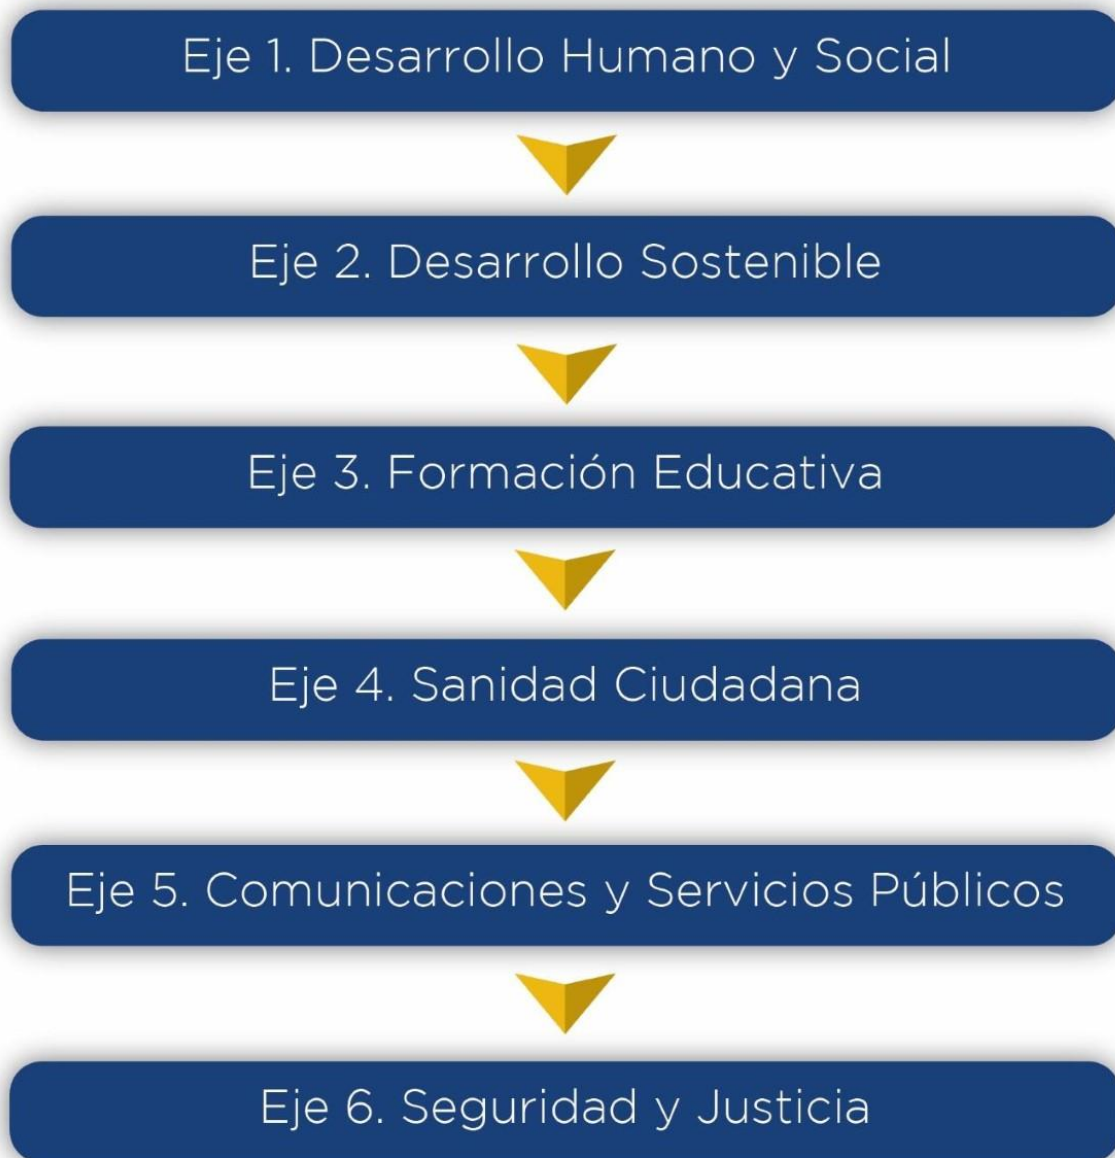 Eje 1. Desarrollo Humano y Social
Eje 2. Desarrollo Sostenible
Eje 3. Formación Educativa
Eje 4. Sanidad Ciudadana
Eje 5. Comunicaciones y Servicios Públicos
Eje 6. Seguridad y Justicia